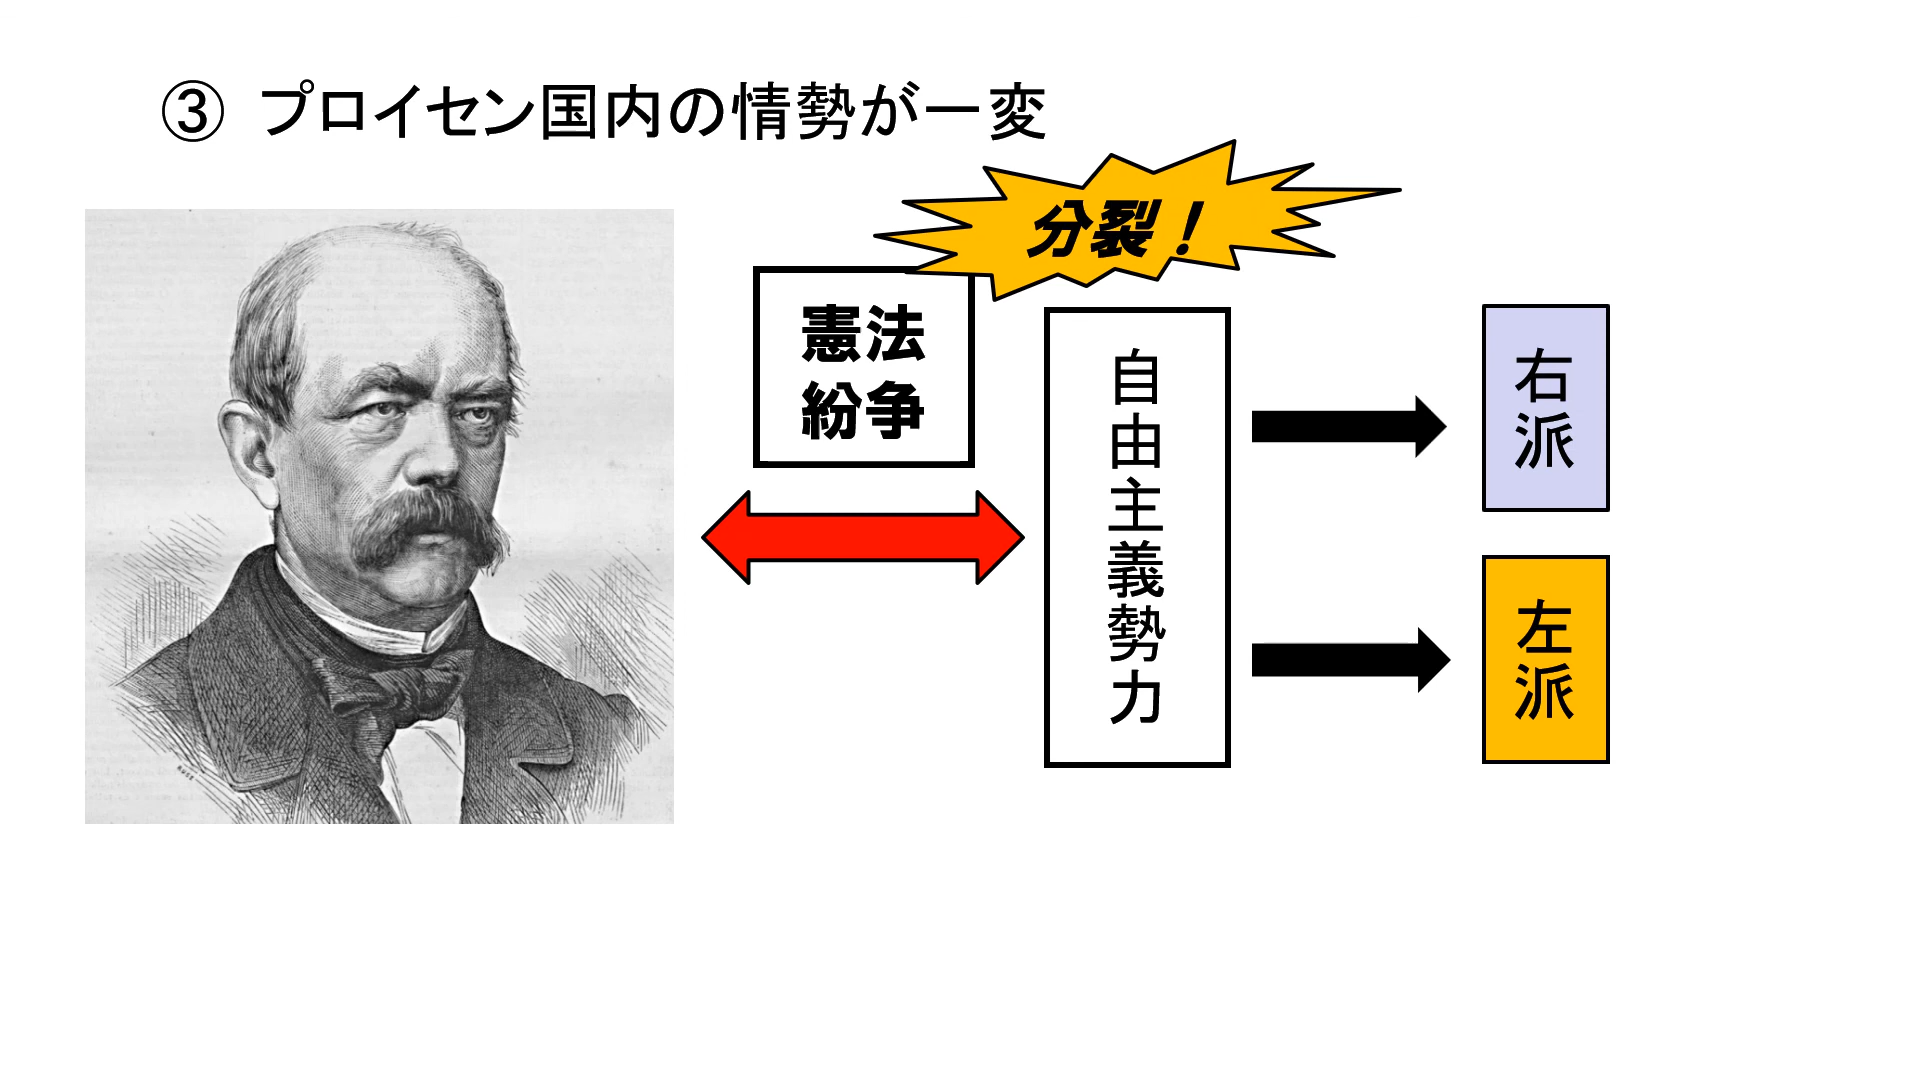 ③ プロイセン国内の情勢が一変
分裂！
憲法
紛争
自由主義勢力
右派
左派